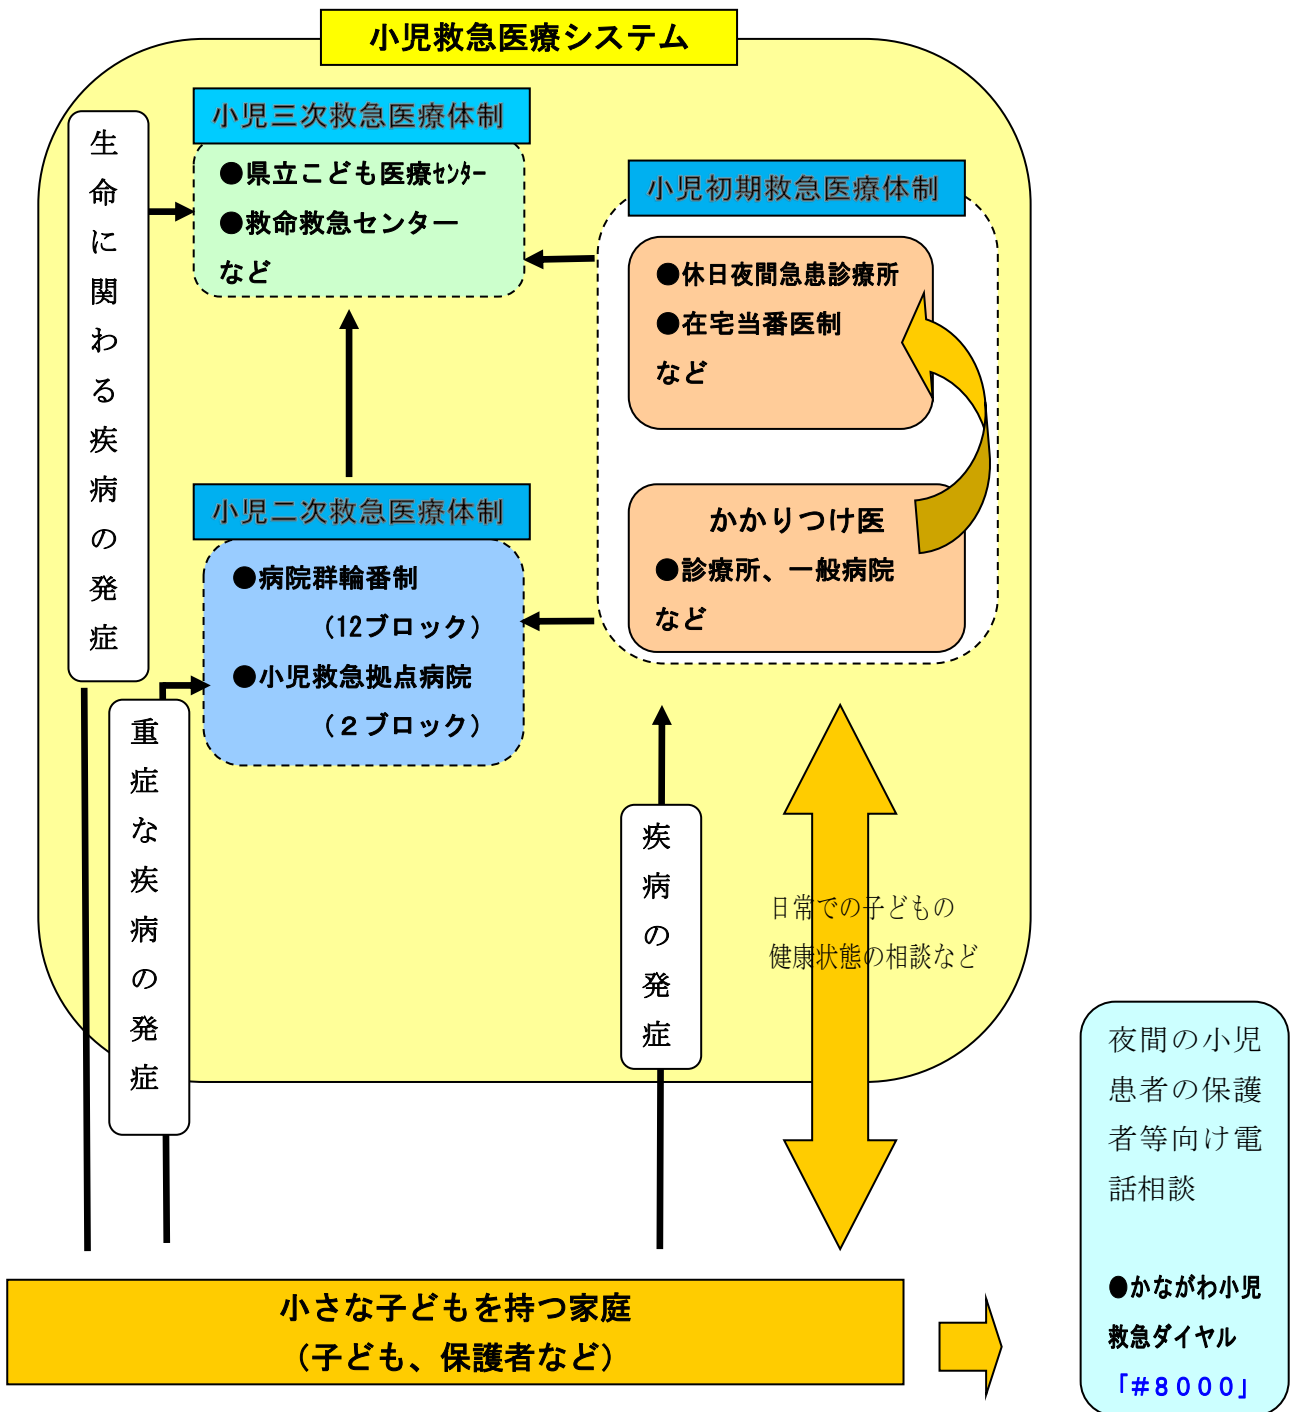 小児救急医療システム
小児三次救急医療体制
●県立こども医療ｾﾝﾀｰ
●救命救急センター
など
生命に関わる疾病の発症
小児初期救急医療体制
●休日夜間急患診療所
●在宅当番医制
など
かかりつけ医
●診療所、一般病院
など
小児二次救急医療体制
●病院群輪番制
（12ブロック）
●小児救急拠点病院
（２ブロック）
重症な疾病の発症
疾病の発症
日常での子どもの
健康状態の相談など
夜間の小児
患者の保護
者等向け電
話相談
●かながわ小児
救急ダイヤル
「＃８０００」
小さな子どもを持つ家庭
（子ども、保護者など）